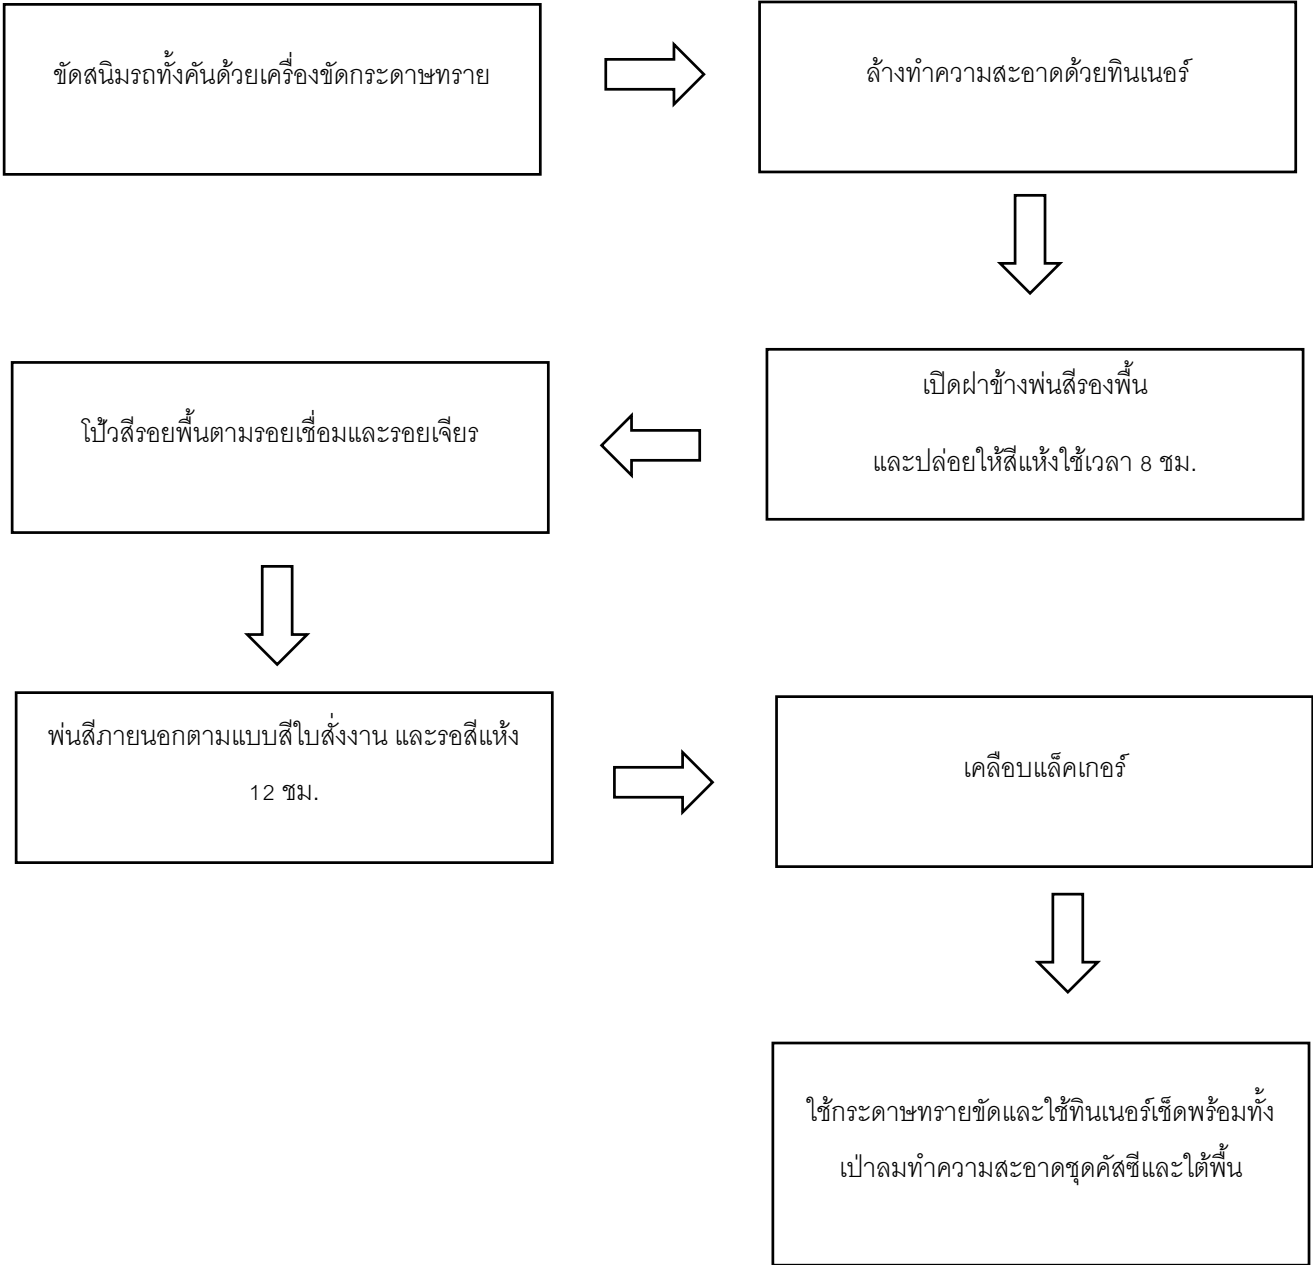 ขัดสนิมรถทั้งคันด้วยเครื่องขัดกระดาษทราย
ล้างทำความสะอาดด้วยทินเนอร์
เปิดฝาข้างพ่นสีรองพื้น
และปล่อยให้สีแห้งใช้เวลา 8 ชม.
โป้วสีรอยพื้นตามรอยเชื่อมและรอยเจียร
พ่นสีภายนอกตามแบบสีใบสั่งงาน และรอสีแห้ง
12 ชม.
เคลือบแล็คเกอร์
ใช้กระดาษทรายขัดและใช้ทินเนอร์เช็ดพร้อมทั้ง
เป่าลมทำความสะอาดชุดคัสซีและใต้พื้น